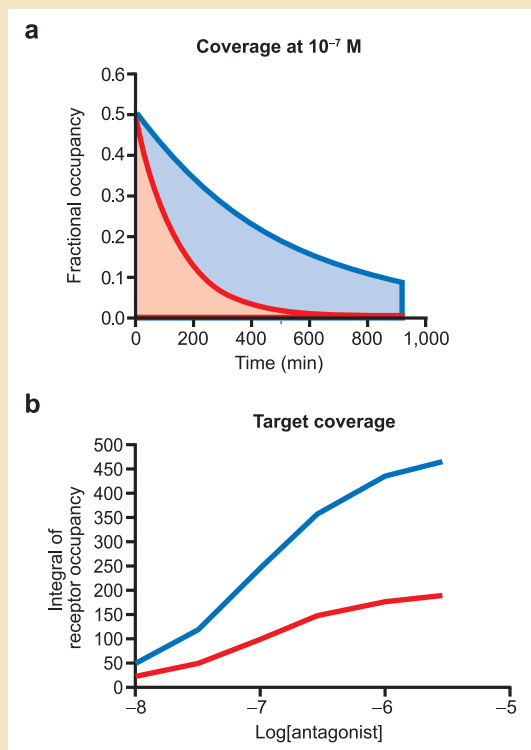 a
Coverage at 10⁻⁷ M
Fractional occupancy
0.6
0.5
0.4
0.3
0.2
0.1
0.0
0 200 400 600 800 1,000
Time (min)
b
Target coverage
Integral of
receptor occupancy
500
450
400
350
300
250
200
150
100
50
0
–8 –7 –6 –5
Log[antagonist]